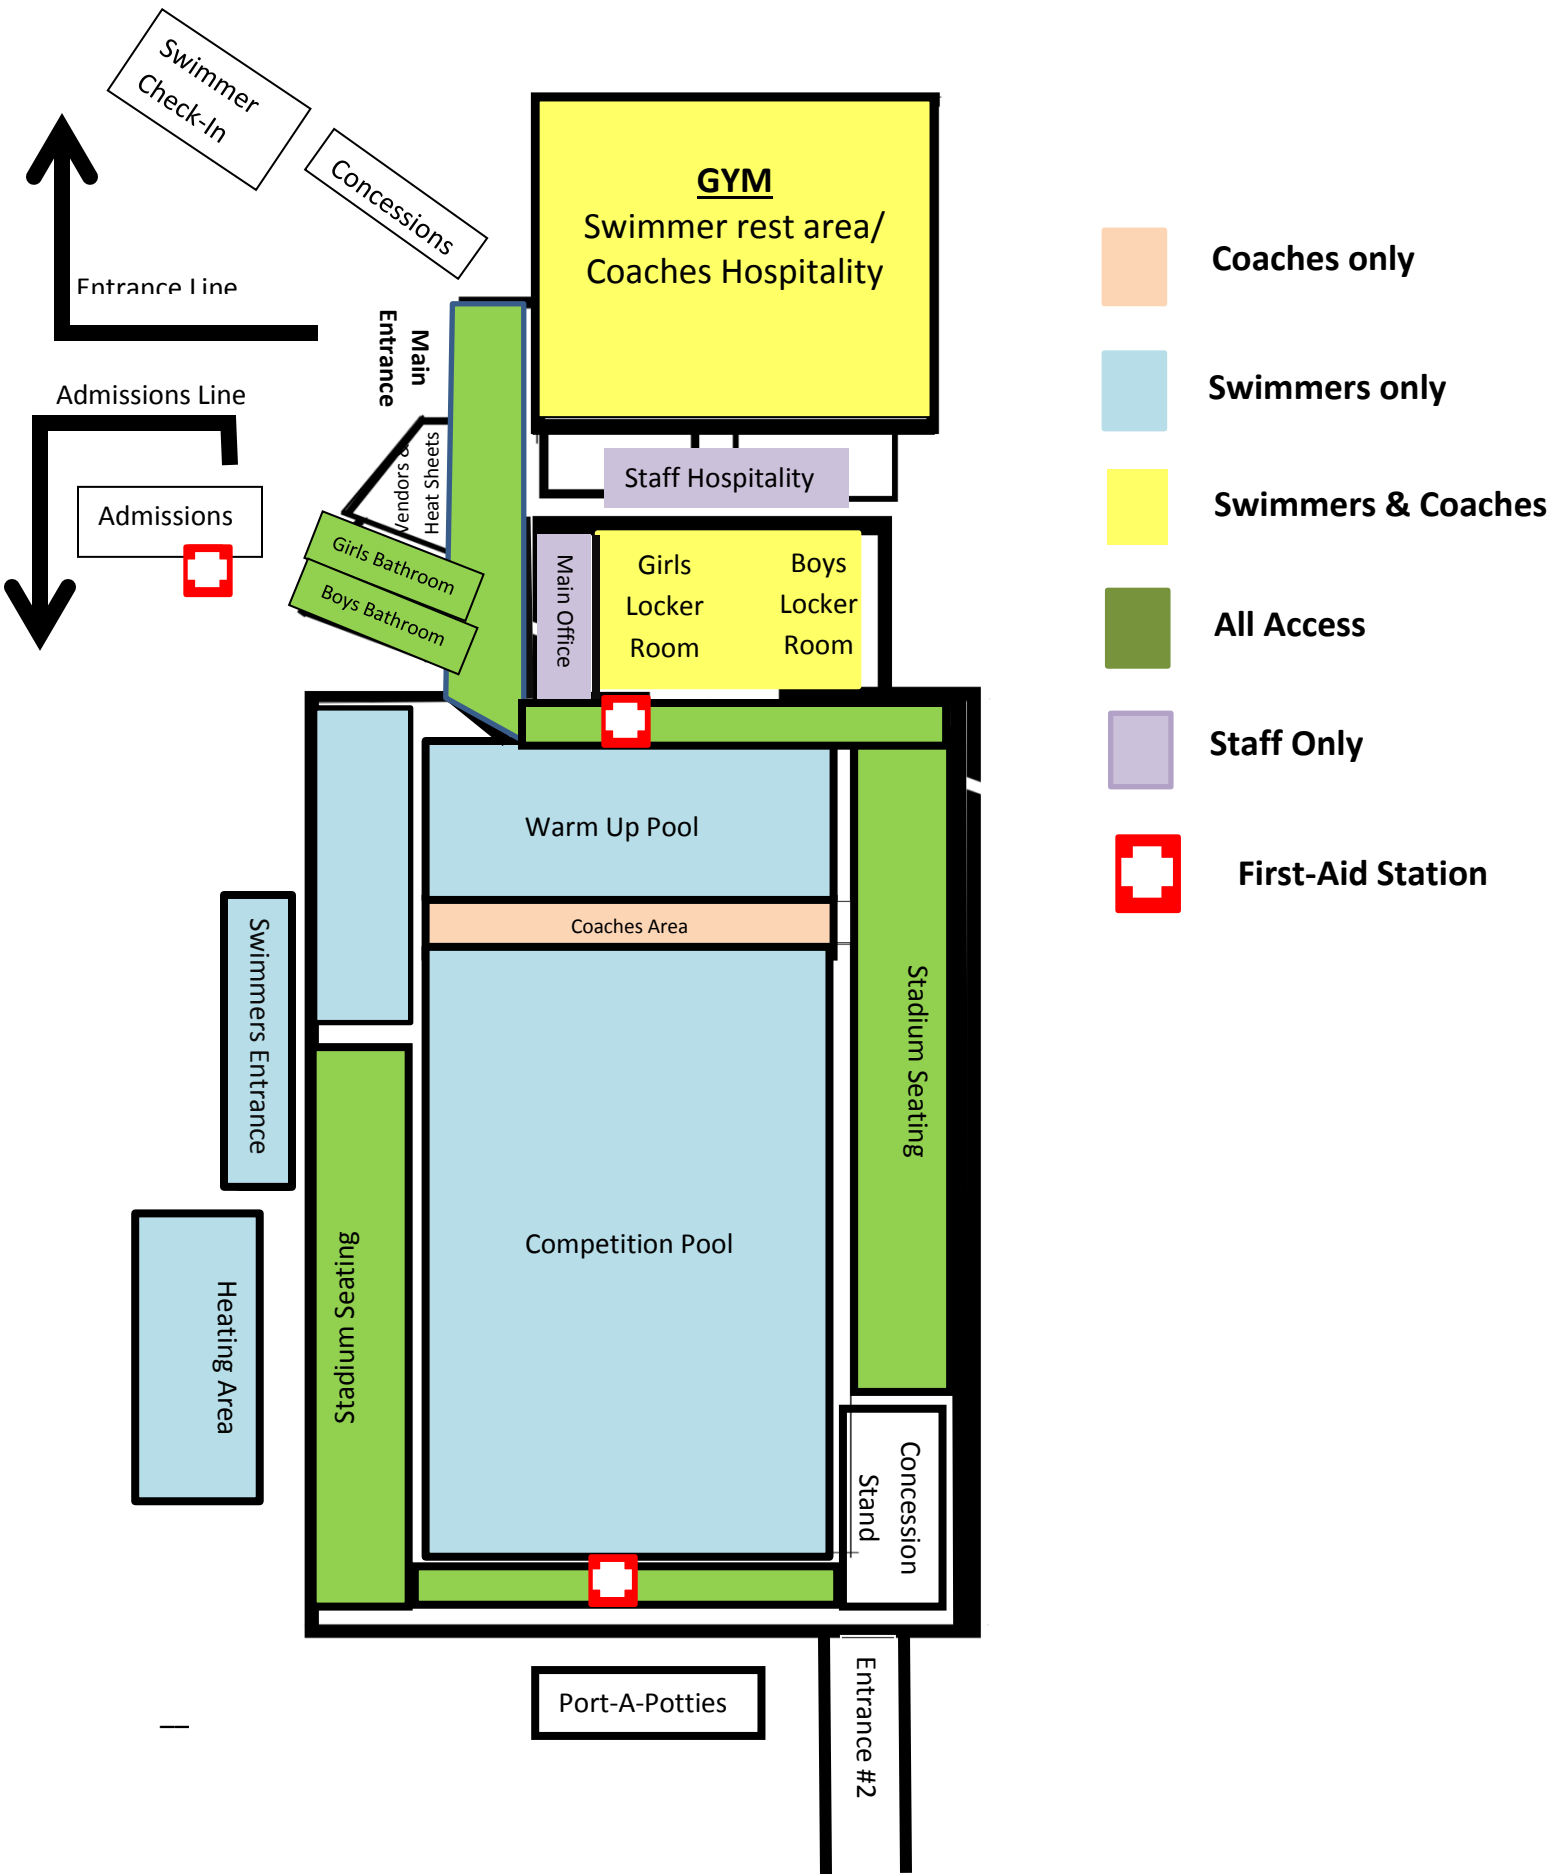 Swimmer
Check-In
Concessions
GYM
Swimmer rest area/
Coaches Hospitality
Coaches only
Entrance Line
Main
Entrance
Swimmers only
Admissions Line
Vendors &
Heat Sheets
Staff Hospitality
Swimmers & Coaches
Admissions
Girls Bathroom
Boys Bathroom
Main Office
Girls
Locker
Room
Boys
Locker
Room
All Access
Staff Only
Warm Up Pool
First-Aid Station
Coaches Area
Swimmers Entrance
Stadium Seating
Competition Pool
Heating Area
Stadium Seating
Concession
Stand
Port-A-Potties
Entrance #2